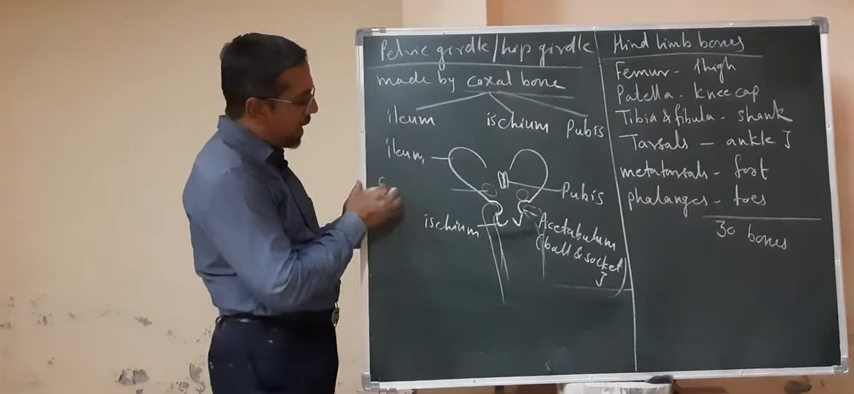 Pelvic girdle/hip girdle
made by coxal bone
ileum ischium Pubis
ileum
Pubis
ischium
Acetabulum
(ball & socket
J
Hind limb bones
Femur - thigh
Patella - knee cap
Tibia & fibula - shank
Tarsals - ankle J
metatarsals - foot
phalanges - toes
30 bones